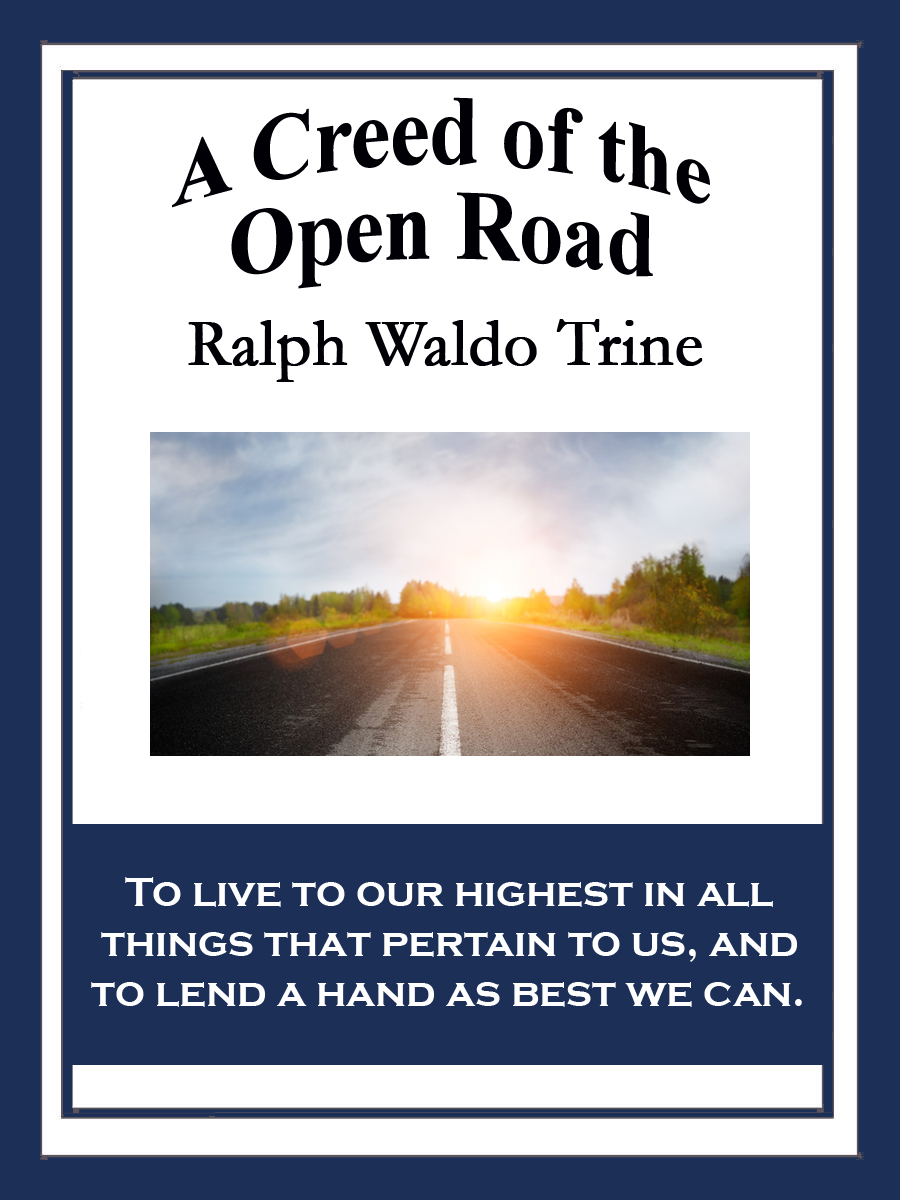 A Creed of the
Open Road
Ralph Waldo Trine
To live to our highest in all
things that pertain to us, and
to lend a hand as best we can.